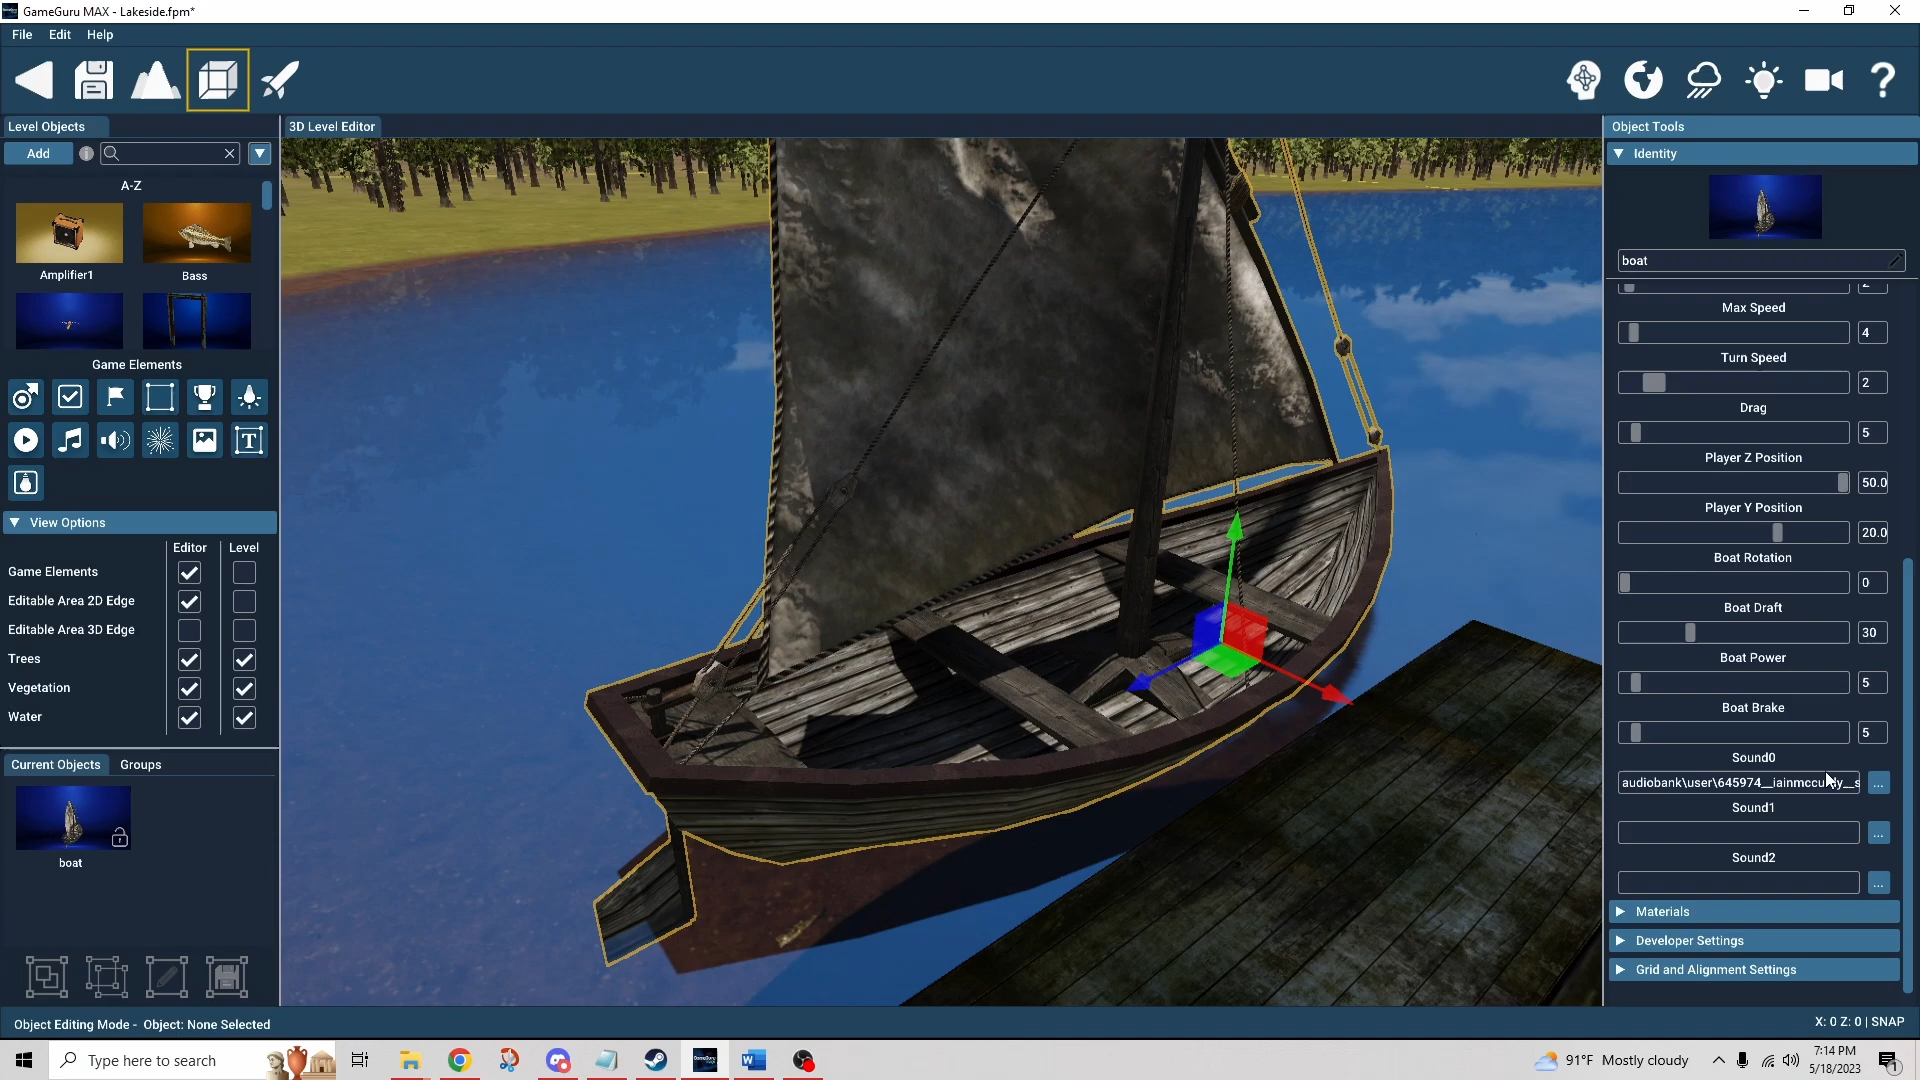 GameGuru MAX - Lakeside.fpm*
File Edit Help
Level Objects
3D Level Editor
Object Tools
Add
Identity
A-Z
Amplifier1
Bass
boat
Game Elements
Max Speed
4
Turn Speed
2
Drag
5
Player Z Position
50.0
Player Y Position
20.0
Boat Rotation
0
Boat Draft
30
Boat Power
5
Boat Brake
5
Sound0
audiobank\user\645974__iainmccurdy__s
...
Sound1
...
Sound2
...
Materials
Developer Settings
Grid and Alignment Settings
View Options
Editor Level
Game Elements
Editable Area 2D Edge
Editable Area 3D Edge
Trees
Vegetation
Water
Current Objects Groups
boat
Object Editing Mode - Object: None Selected
X: 0 Z: 0 | SNAP
Type here to search
91°F Mostly cloudy
7:14 PM
5/18/2023
1